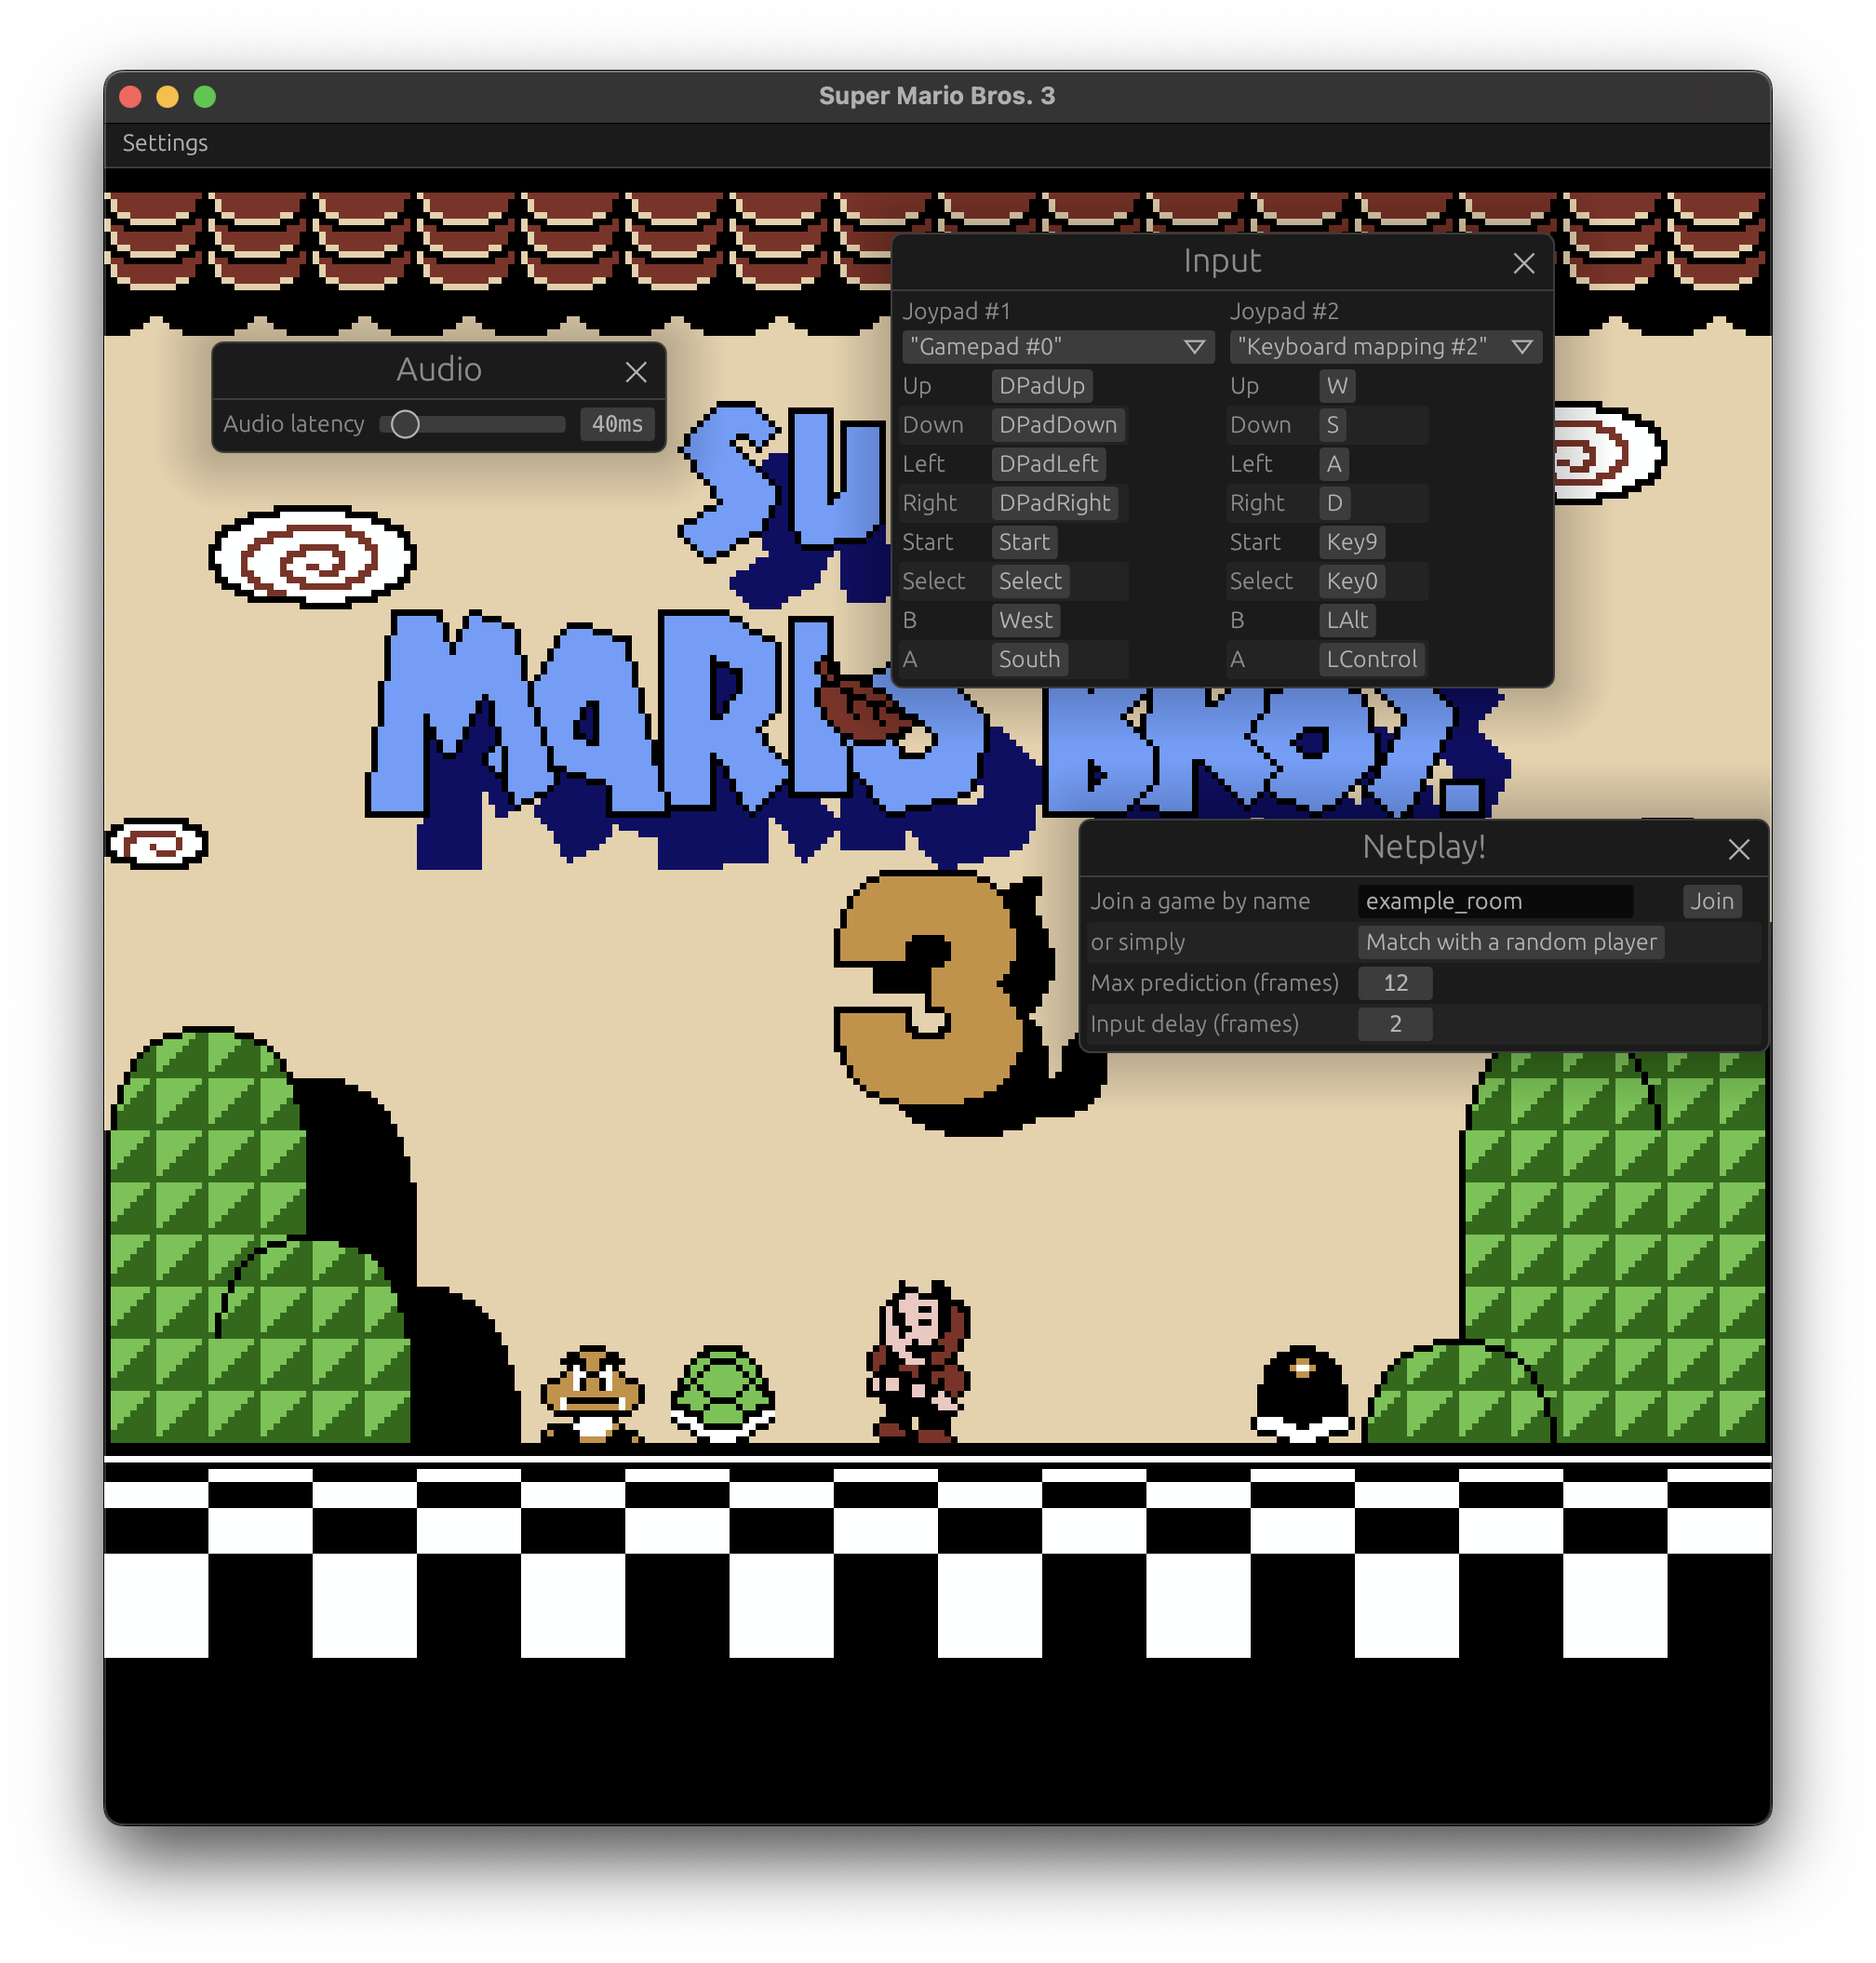 Super Mario Bros. 3
Settings
Input
Joypad #1 Joypad #2
"Gamepad #0" "Keyboard mapping #2"
Up DPadUp Up W
Down DPadDown Down S
Left DPadLeft Left A
Right DPadRight Right D
Start Start Start Key9
Select Select Select Key0
B West B LAlt
A South A LControl
Audio
Audio latency 40ms
SU
MARIO BROS.
3
Netplay!
Join a game by name example_room Join
or simply Match with a random player
Max prediction (frames) 12
Input delay (frames) 2